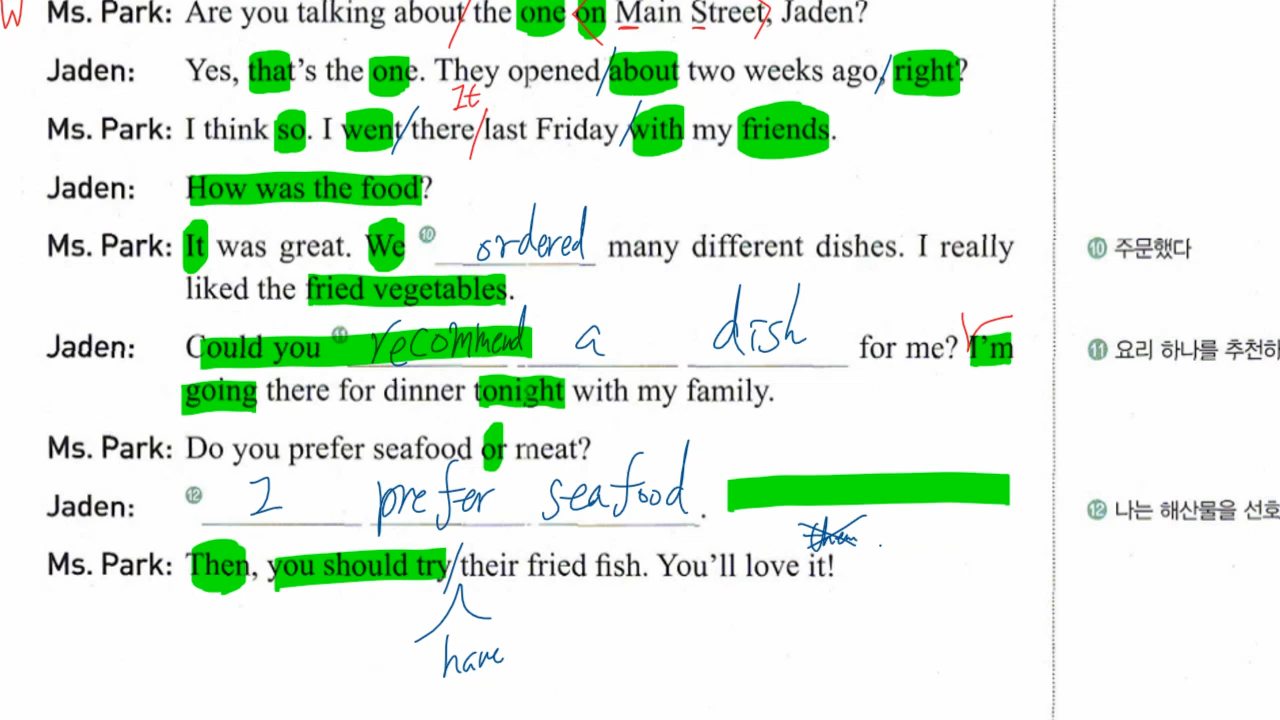 W Ms. Park: Are you talking about the one on Main Street, Jaden?
Jaden: Yes, that's the one. They opened about two weeks ago, right?
It
Ms. Park: I think so. I went there last Friday with my friends.
Jaden: How was the food?
Ms. Park: It was great. We ⑩ ordered many different dishes. I really
liked the fried vegetables.
⑩ 주문했다
Jaden: Could you ⑪ recommend a dish for me? I'm
going there for dinner tonight with my family.
⑪ 요리 하나를 추천하
Ms. Park: Do you prefer seafood or meat?
Jaden: ⑫ I prefer seafood.
⑫ 나는 해산물을 선호
them.
Ms. Park: Then, you should try their fried fish. You'll love it!
have